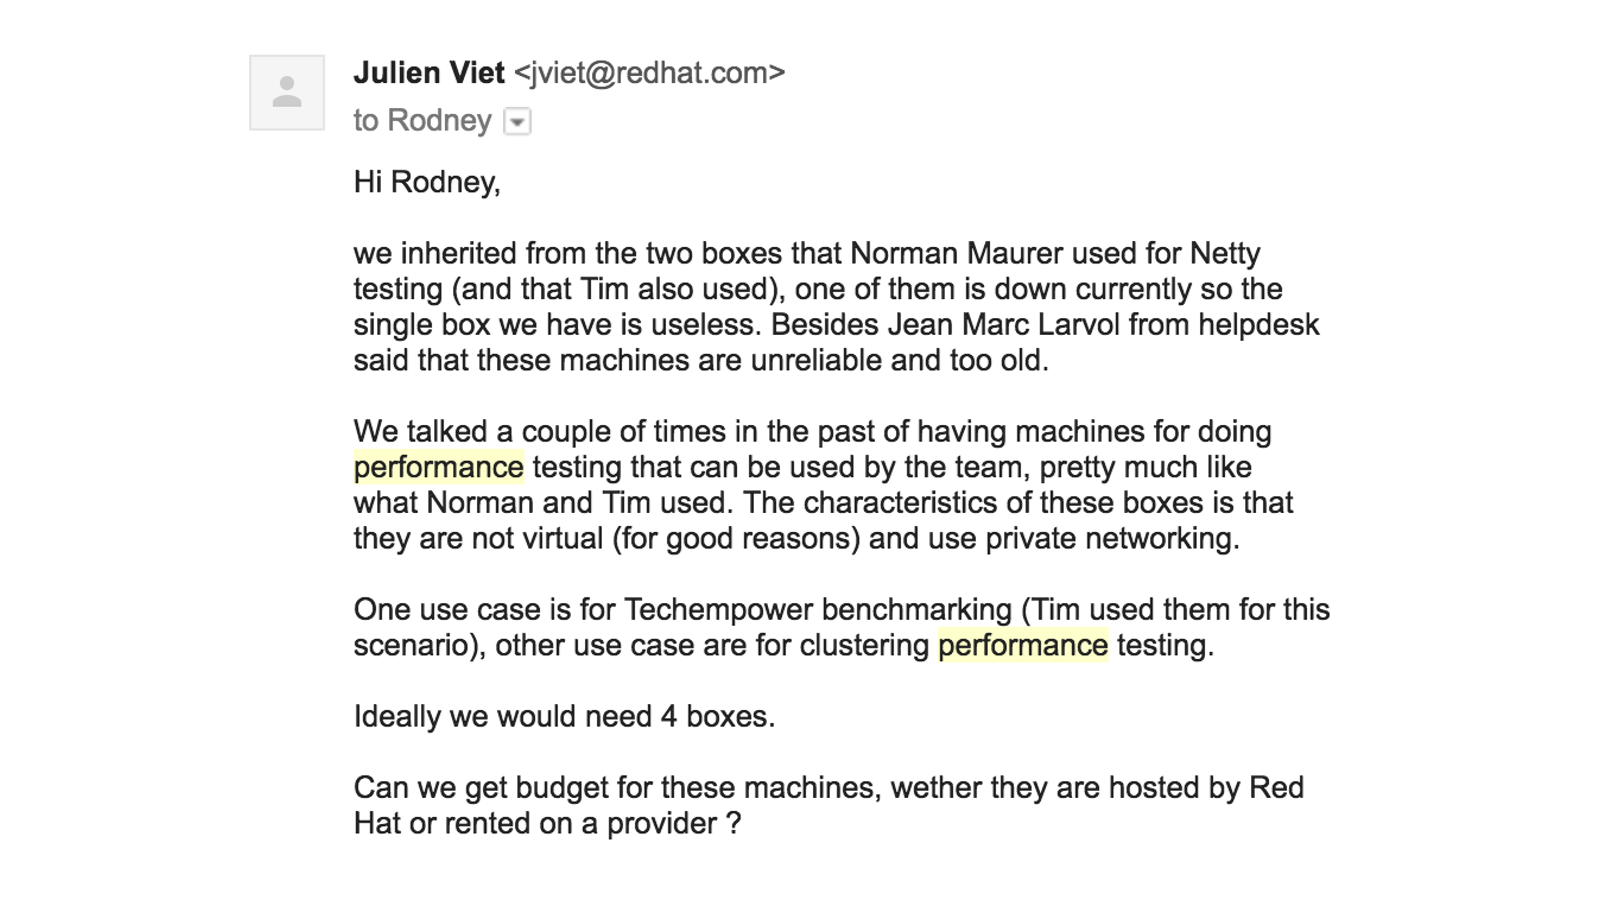 Julien Viet <jviet@redhat.com>
to Rodney
Hi Rodney,
we inherited from the two boxes that Norman Maurer used for Netty
testing (and that Tim also used), one of them is down currently so the
single box we have is useless. Besides Jean Marc Larvol from helpdesk
said that these machines are unreliable and too old.
We talked a couple of times in the past of having machines for doing
performance testing that can be used by the team, pretty much like
what Norman and Tim used. The characteristics of these boxes is that
they are not virtual (for good reasons) and use private networking.
One use case is for Techempower benchmarking (Tim used them for this
scenario), other use case are for clustering performance testing.
Ideally we would need 4 boxes.
Can we get budget for these machines, wether they are hosted by Red
Hat or rented on a provider ?